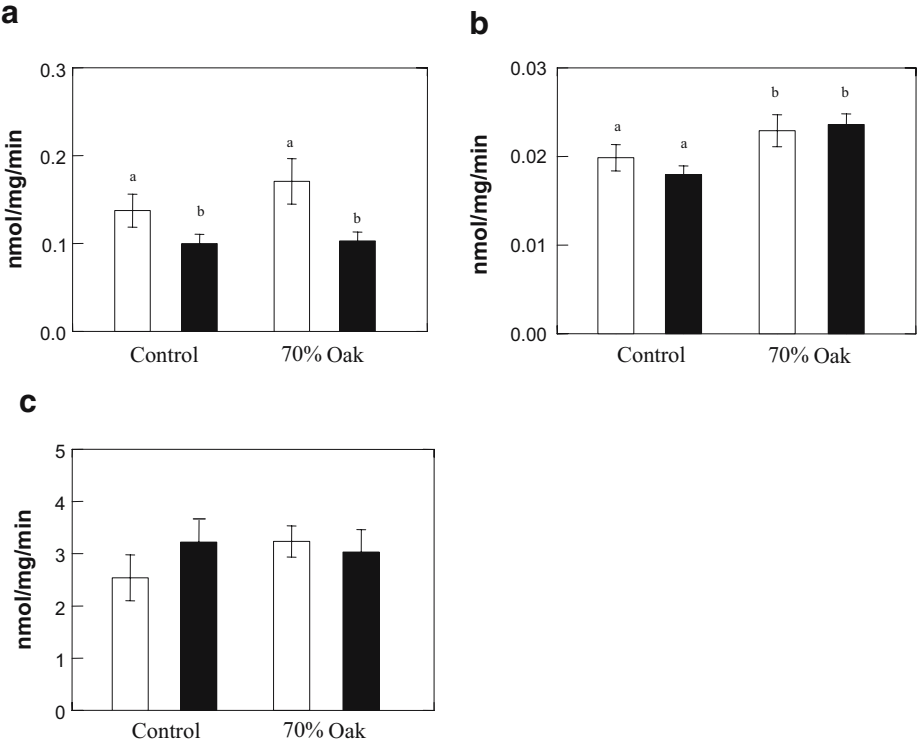 a
0.3
0.2
0.1
0.0
nmol/mg/min
a
b
a
b
Control
70% Oak
b
0.03
0.02
0.01
0.00
nmol/mg/min
a
a
b
b
Control
70% Oak
c
5
4
3
2
1
0
nmol/mg/min
Control
70% Oak